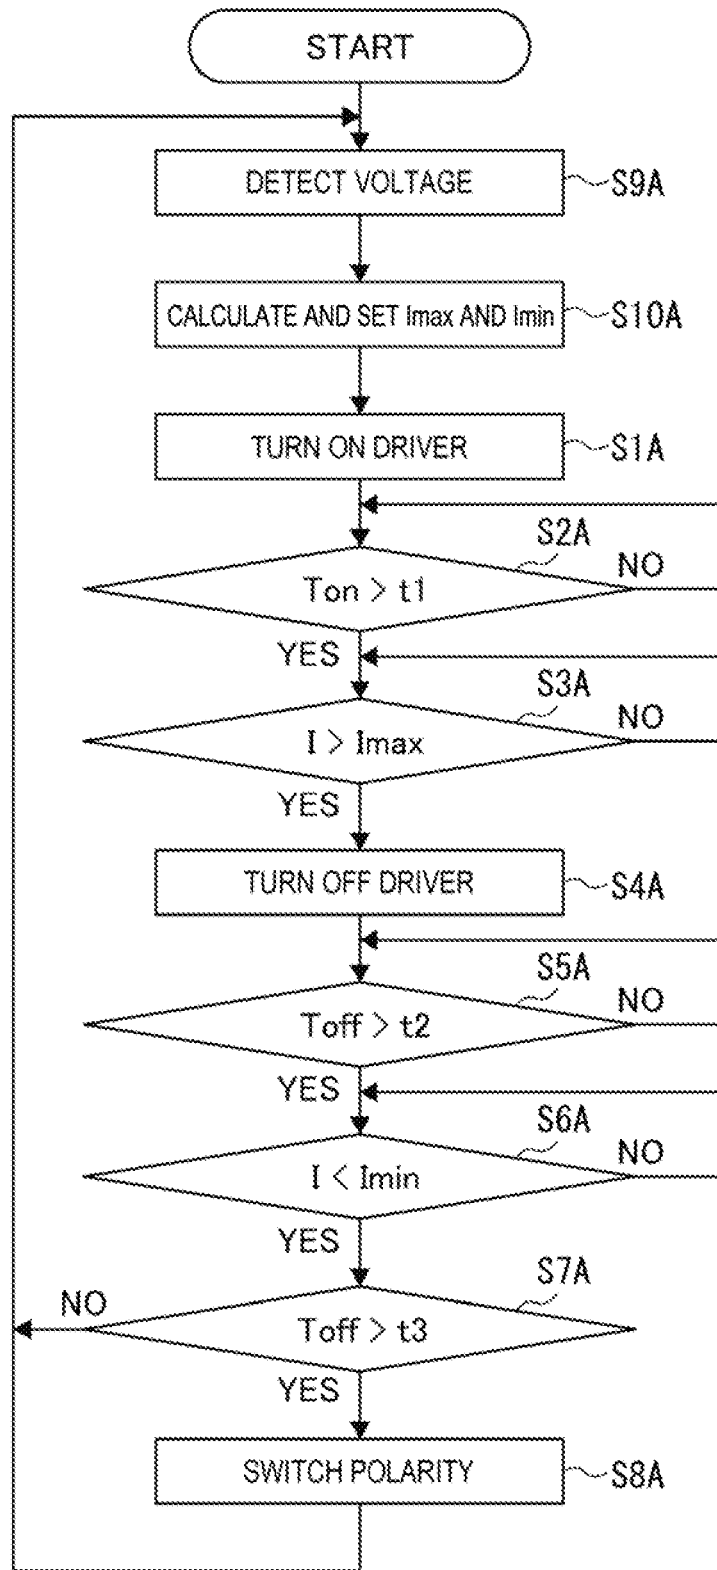 START
DETECT VOLTAGE
S9A
CALCULATE AND SET Imax AND Imin
S10A
TURN ON DRIVER
S1A
S2A
Ton > t1
NO
YES
S3A
I > Imax
NO
YES
TURN OFF DRIVER
S4A
S5A
Toff > t2
NO
YES
S6A
I < Imin
NO
YES
S7A
NO
Toff > t3
YES
SWITCH POLARITY
S8A